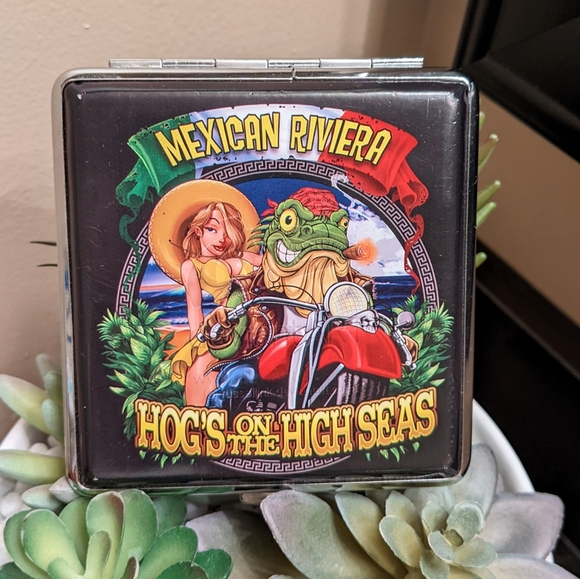 MEXICAN RIVIERA
HOG'S ON THE HIGH SEAS